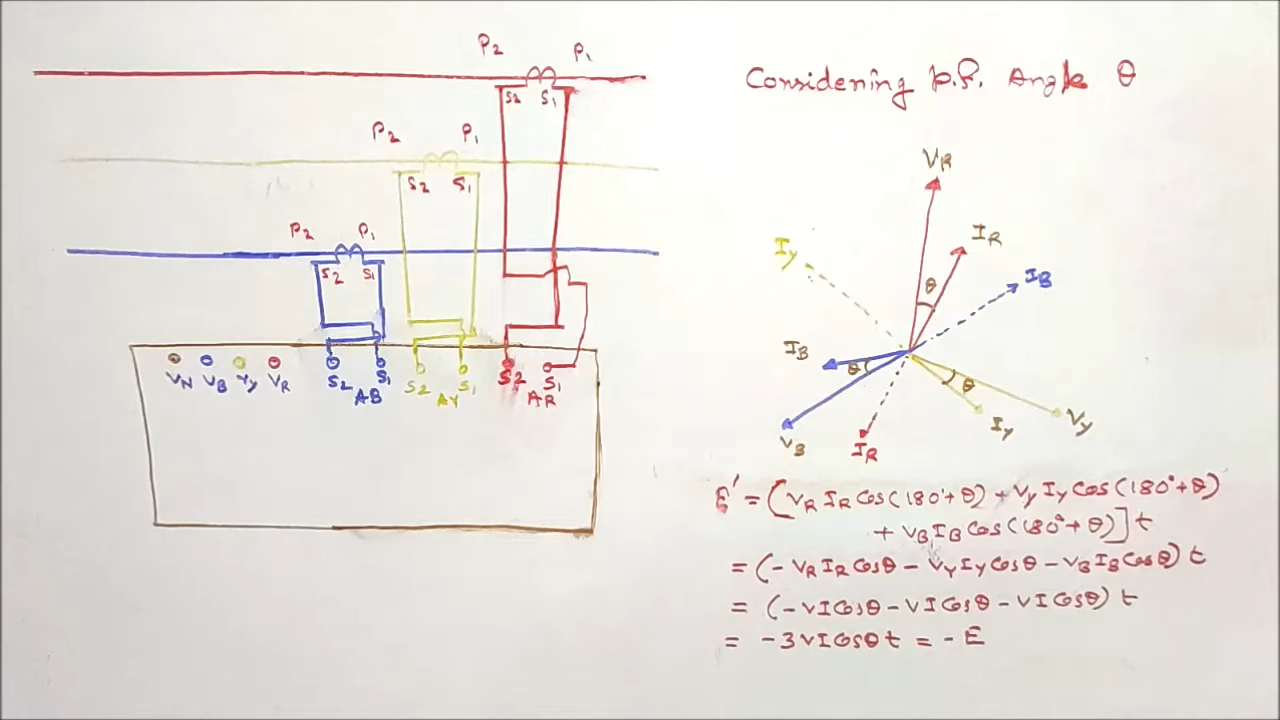 P2 P1
S2 S1
P2 P1
S2 S1
P2 P1
S2 S1
VN VB Vy VR S2 S1 S2 S1 S2 S1
AB AY AR
Considering p.f. Angle θ
VR
IR
θ
Iy
IB
IB
θ
θ
VB
IR
Iy
Vy
E' = (VR IR Cos(180°+θ) + Vy Iy Cos(180°+θ)
+ VB IB Cos(180°+θ)] t
= (- VR IR Cosθ - VY IY Cosθ - VB IB Cosθ) t
= (-VI Cosθ - VI Cosθ - VI Cosθ) t
= -3VI Cosθ t = - E